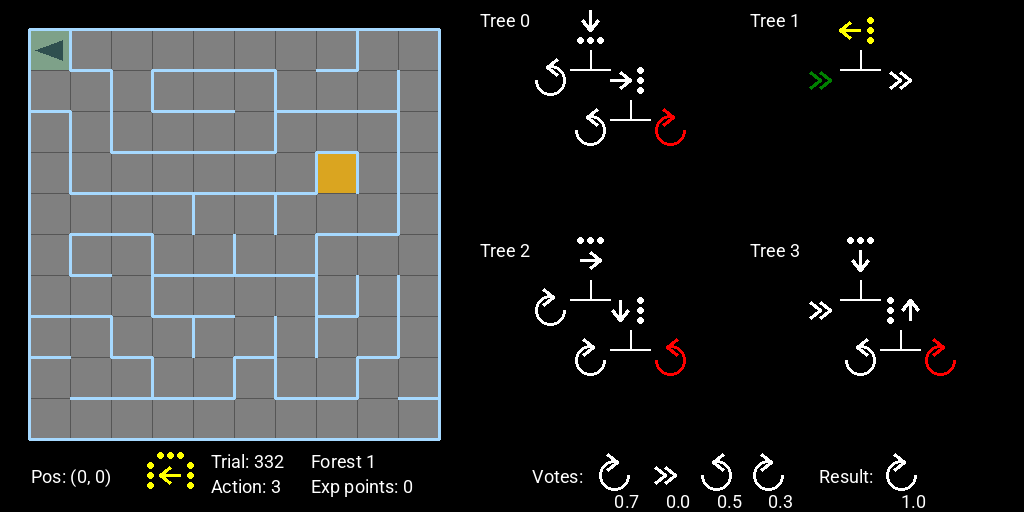 Tree 0
Tree 1
Tree 2
Tree 3
Pos: (0, 0)
Trial: 332
Forest 1
Action: 3
Exp points: 0
Votes:
0.7
0.0
0.5
0.3
Result:
1.0